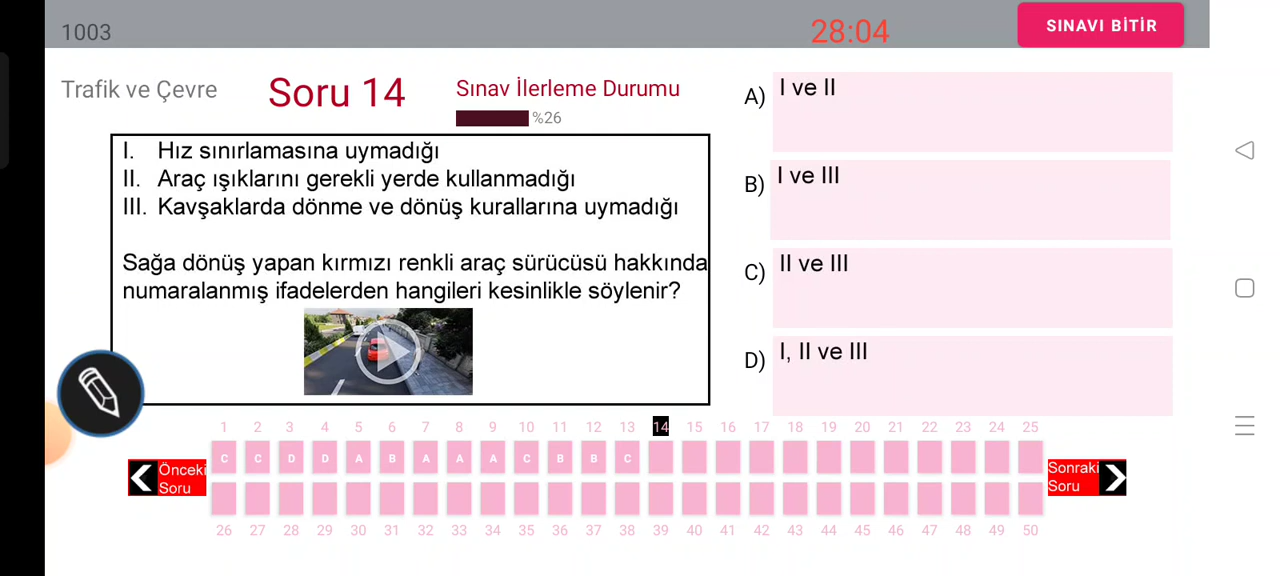 1003
28:04
SINAVI BİTİR
Trafik ve Çevre
Soru 14
Sınav İlerleme Durumu
%26
I. Hız sınırlamasına uymadığı
II. Araç ışıklarını gerekli yerde kullanmadığı
III. Kavşaklarda dönme ve dönüş kurallarına uymadığı
Sağa dönüş yapan kırmızı renkli araç sürücüsü hakkında
numaralanmış ifadelerden hangileri kesinlikle söylenir?
A) I ve II
B) I ve III
C) II ve III
D) I, II ve III
1 2 3 4 5 6 7 8 9 10 11 12 13 14 15 16 17 18 19 20 21 22 23 24 25
C C D D A B A A A C B B C
Önceki
Soru
Sonraki
Soru
26 27 28 29 30 31 32 33 34 35 36 37 38 39 40 41 42 43 44 45 46 47 48 49 50